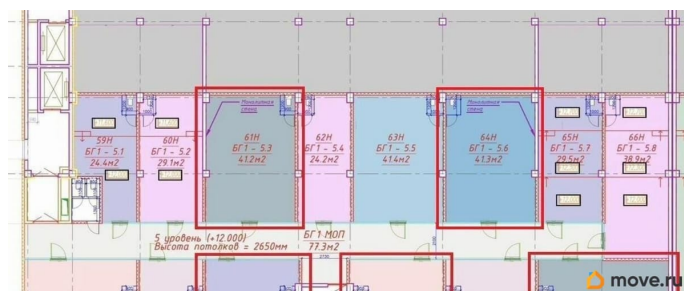 Монолитная
стена
Монолитная
стена
59Н
БГ1 - 5.1
24.4м2
60Н
БГ1 - 5.2
29.1м2
61Н
БГ1 - 5.3
41.2м2
62Н
БГ1 - 5.4
24.2м2
63Н
БГ1 - 5.5
41.4м2
64Н
БГ1 - 5.6
41.3м2
65Н
БГ1 - 5.7
29.5м2
66Н
БГ1 - 5.8
38.9м2
5 уровень (+12.000)
Высота потолков = 2650мм
БГ1 МОП
77.3м2
move.ru